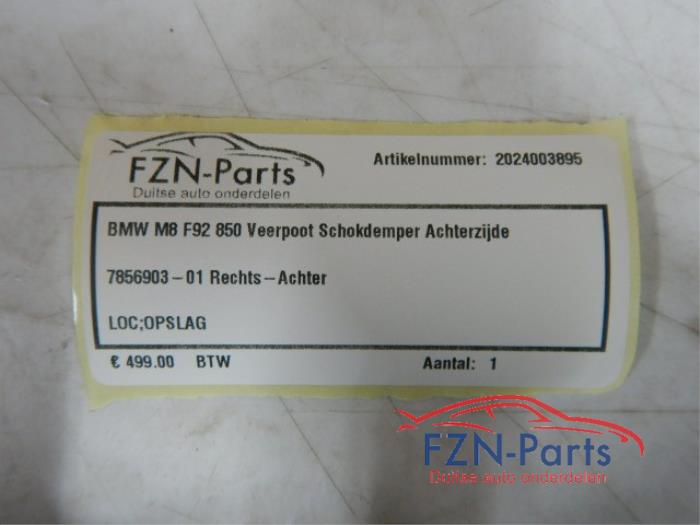 FZN-Parts
Duitse auto onderdelen
Artikelnummer: 2024003895
BMW M8 F92 850 Veerpoot Schokdemper Achterzijde
7856903-01 Rechts-Achter
LOC;OPSLAG
€ 499.00 BTW Aantal: 1
FZN-Parts
Duitse auto onderdelen